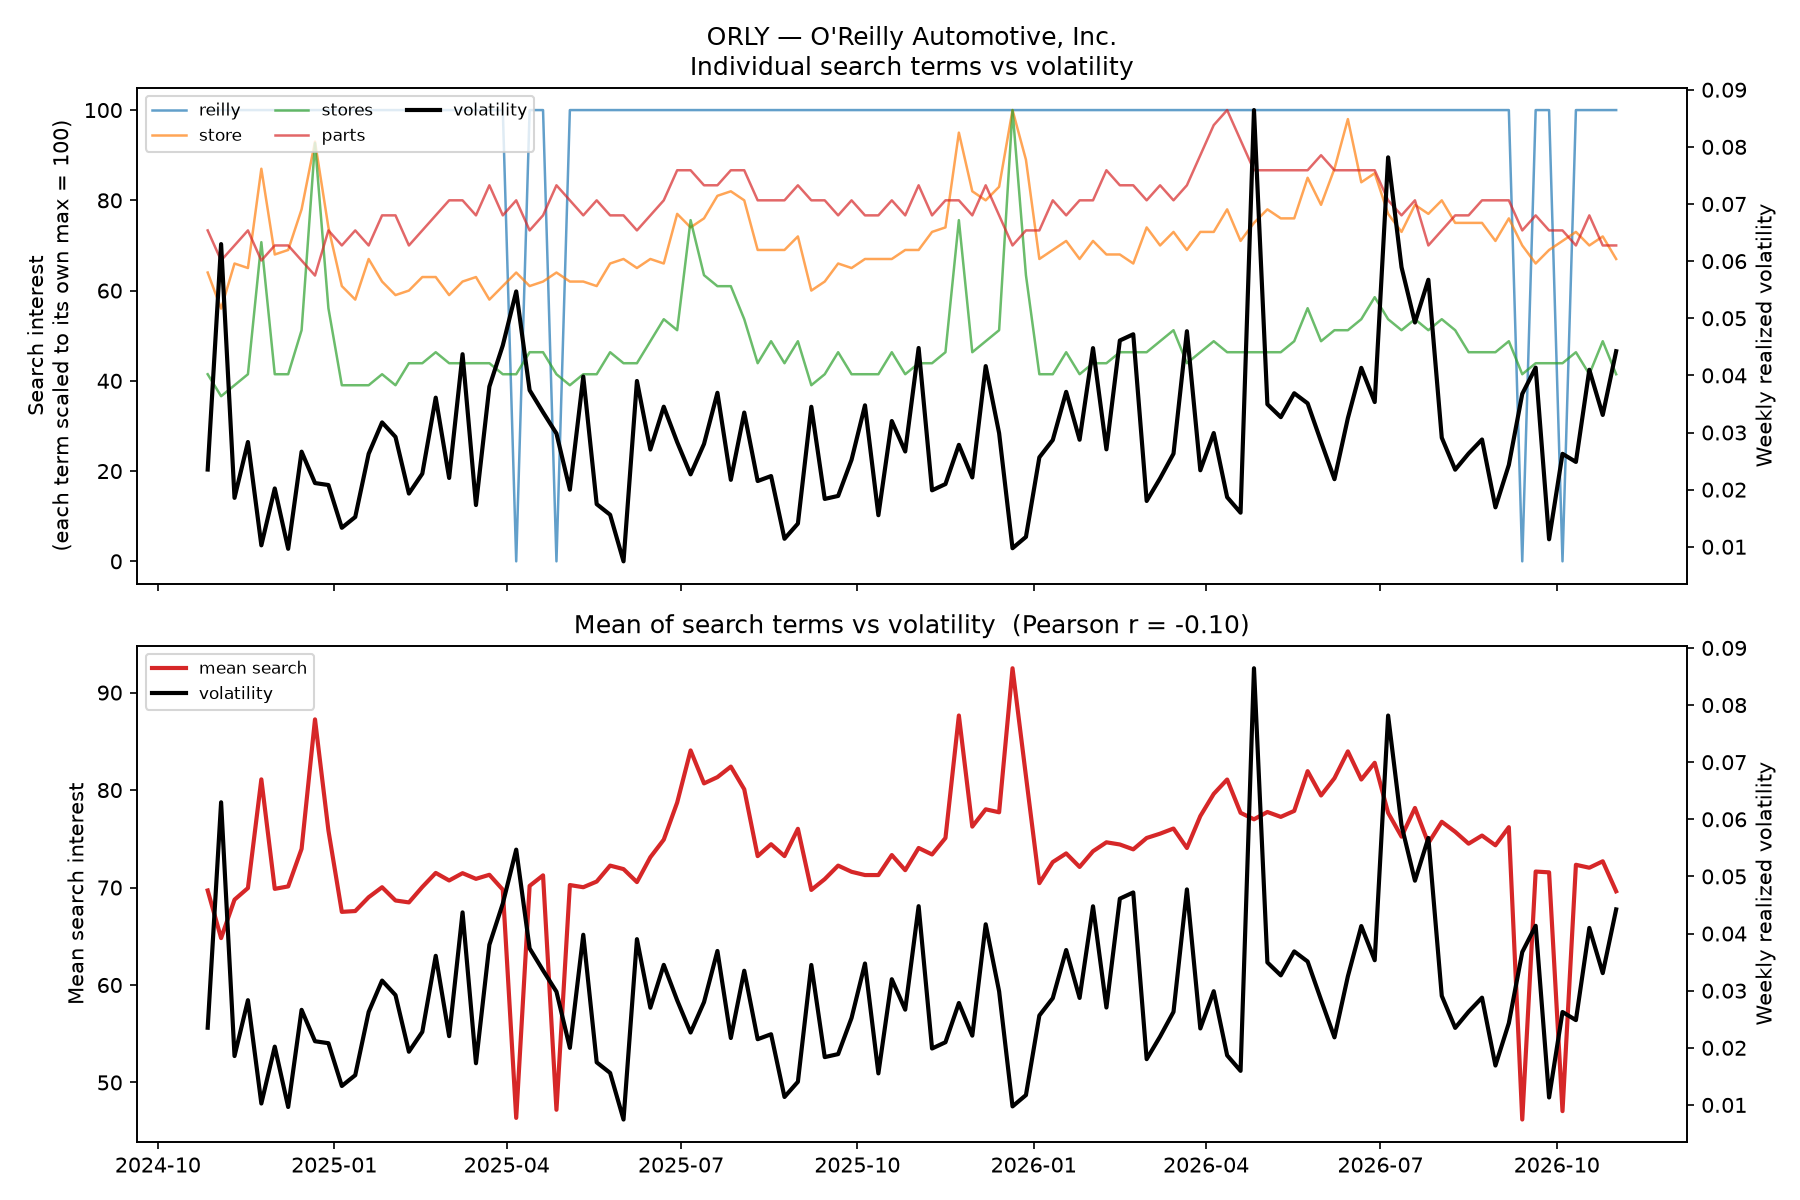 ORLY — O'Reilly Automotive, Inc.
Individual search terms vs volatility
reilly
store
stores
parts
volatility
100
80
60
40
20
0
Search interest
(each term scaled to its own max = 100)
0.09
0.08
0.07
0.06
0.05
0.04
0.03
0.02
0.01
Weekly realized volatility
Mean of search terms vs volatility  (Pearson r = -0.10)
mean search
volatility
90
80
70
60
50
Mean search interest
0.09
0.08
0.07
0.06
0.05
0.04
0.03
0.02
0.01
Weekly realized volatility
2024-10
2025-01
2025-04
2025-07
2025-10
2026-01
2026-04
2026-07
2026-10